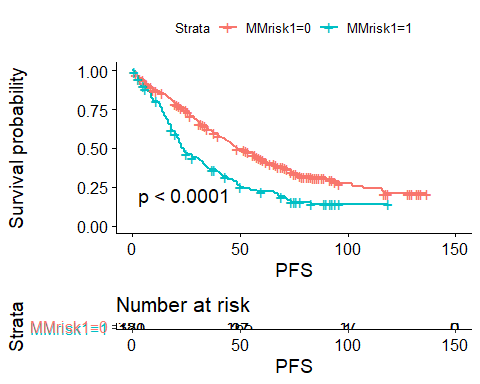 Strata MMrisk1=0 MMrisk1=1
Survival probability
1.00
0.75
0.50
0.25
0.00
p < 0.0001
0 50 100 150
PFS
Number at risk
Strata
0 50 100 150
PFS